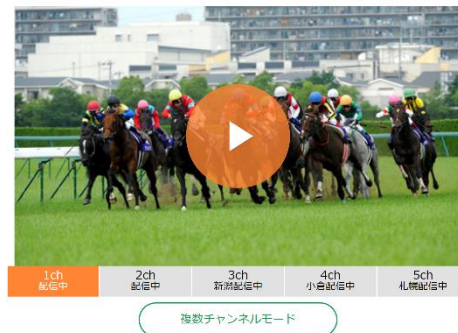 1ch
配信中
2ch
配信中
3ch
新潟配信中
4ch
小倉配信中
5ch
札幌配信中
複数チャンネルモード